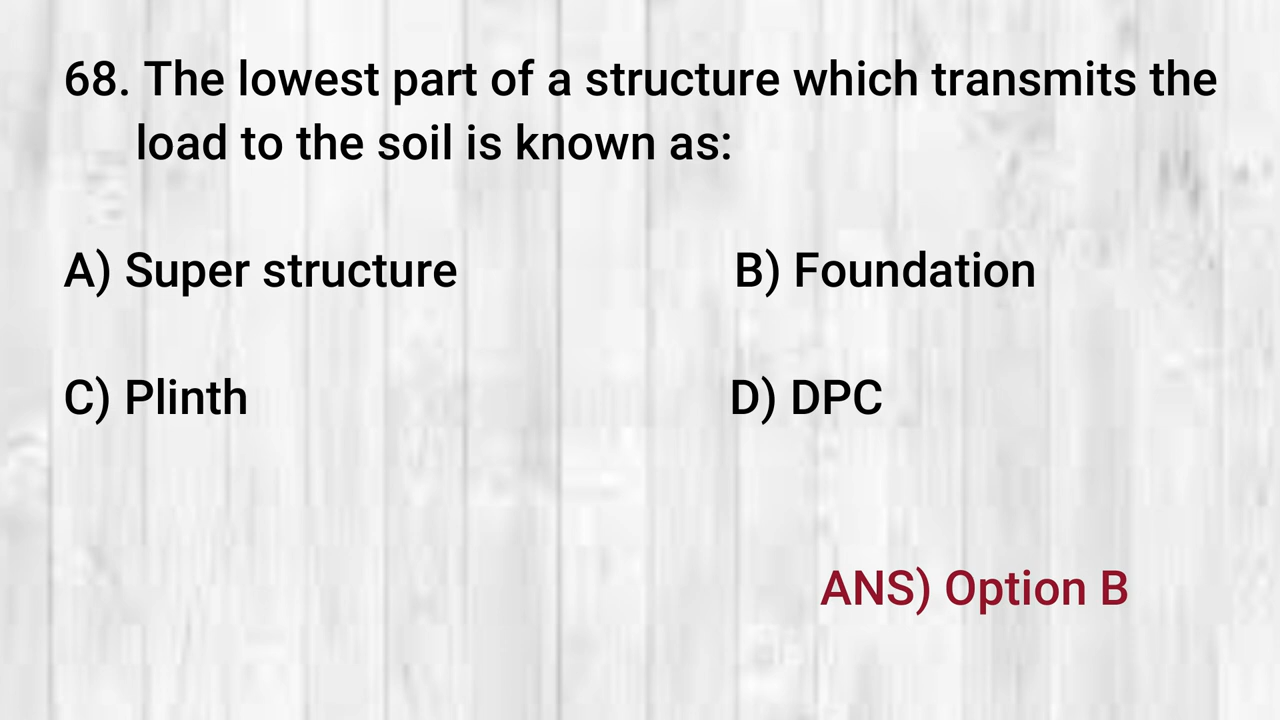 68. The lowest part of a structure which transmits the
load to the soil is known as:
A) Super structure
B) Foundation
C) Plinth
D) DPC
ANS) Option B